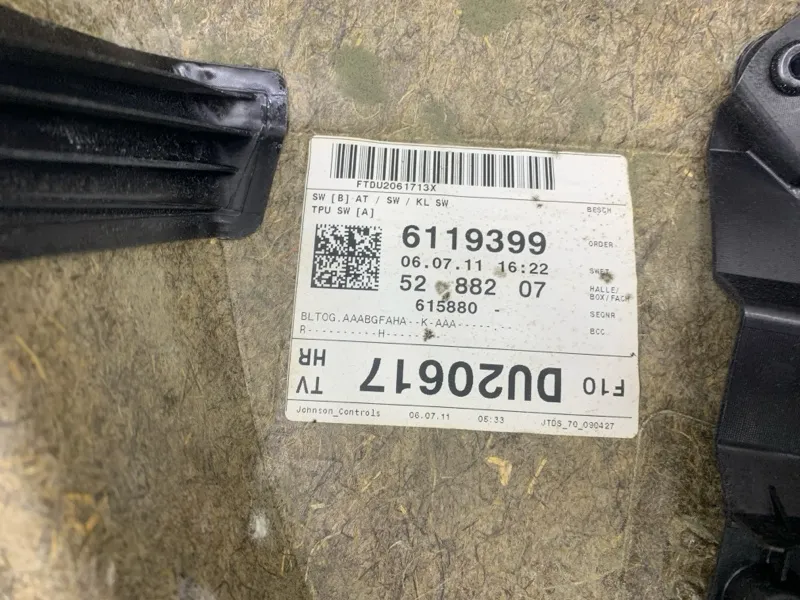 FTDU2061713X
SW [B] AT / SW / KL SW BESCH
TPU SW [A]
6119399 ORDER
06.07.11 16:22
52 882 07 HALLE/
BOX/FACH
615880 - SEQNR
BLTOG.AAABGFAHA--K-AAA-------
R----------H------ BCC
F10 DU20617 TV
HR
Johnson_Controls 06.07.11 05:33 JTDS_70_090427